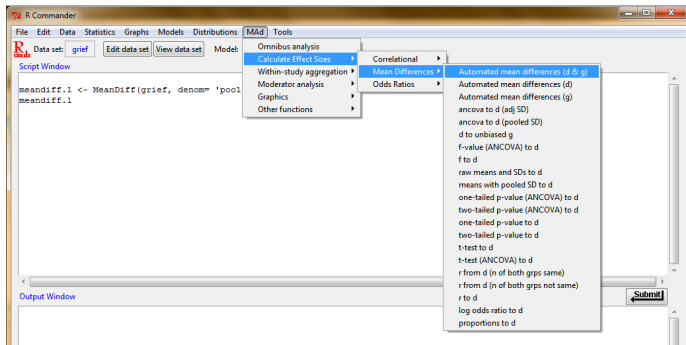 R Commander
File Edit Data Statistics Graphs Models Distributions MAd Tools
R Data set: grief Edit data set View data set Model:
Script Window
meandiff.1 <- MeanDiff(grief, denom= 'pool
meandiff.1
Omnibus analysis
Calculate Effect Sizes
Within-study aggregation
Moderator analysis
Graphics
Other functions
Correlational
Mean Differences
Odds Ratios
Automated mean differences (d & g)
Automated mean differences (d)
Automated mean differences (g)
ancova to d (adj SD)
ancova to d (pooled SD)
d to unbiased g
f-value (ANCOVA) to d
f to d
raw means and SDs to d
means with pooled SD to d
one-tailed p-value (ANCOVA) to d
two-tailed p-value (ANCOVA) to d
one-tailed p-value to d
two-tailed p-value to d
t-test to d
t-test (ANCOVA) to d
r from d (n of both grps same)
r from d (n of both grps not same)
r to d
log odds ratio to d
proportions to d
Output Window
Submit